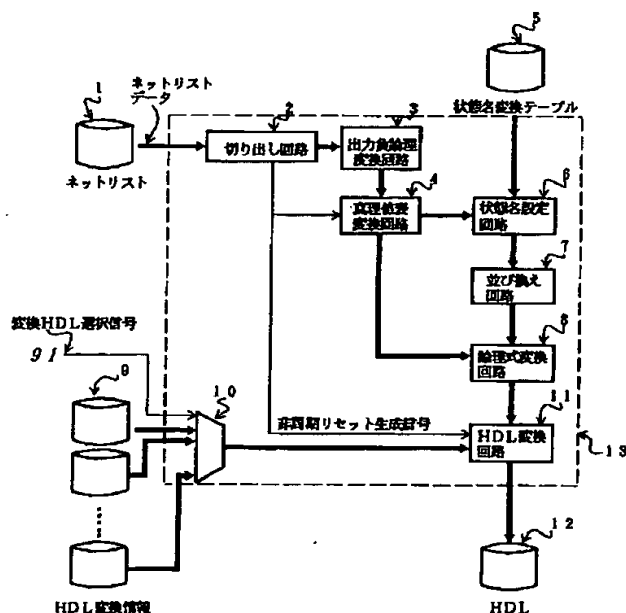 5
1
ネットリスト
データ
2
3
状態名変換テーブル
切り出し回路
出力負論理
変換回路
ネットリスト
4
6
真理値表
変換回路
状態名設定
回路
7
並び換え
回路
変換HDL選択信号
91
8
論理式変換
回路
9
10
11
非同期リセット生成信号
HDL変換
回路
13
12
HDL変換情報
HDL